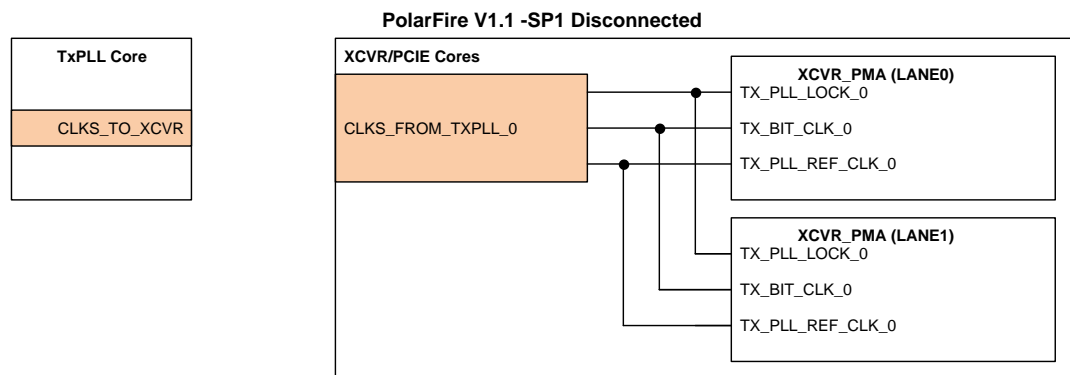 PolarFire V1.1 -SP1 Disconnected
TxPLL Core
CLKS_TO_XCVR
XCVR/PCIE Cores
CLKS_FROM_TXPLL_0
XCVR_PMA (LANE0)
TX_PLL_LOCK_0
TX_BIT_CLK_0
TX_PLL_REF_CLK_0
XCVR_PMA (LANE1)
TX_PLL_LOCK_0
TX_BIT_CLK_0
TX_PLL_REF_CLK_0